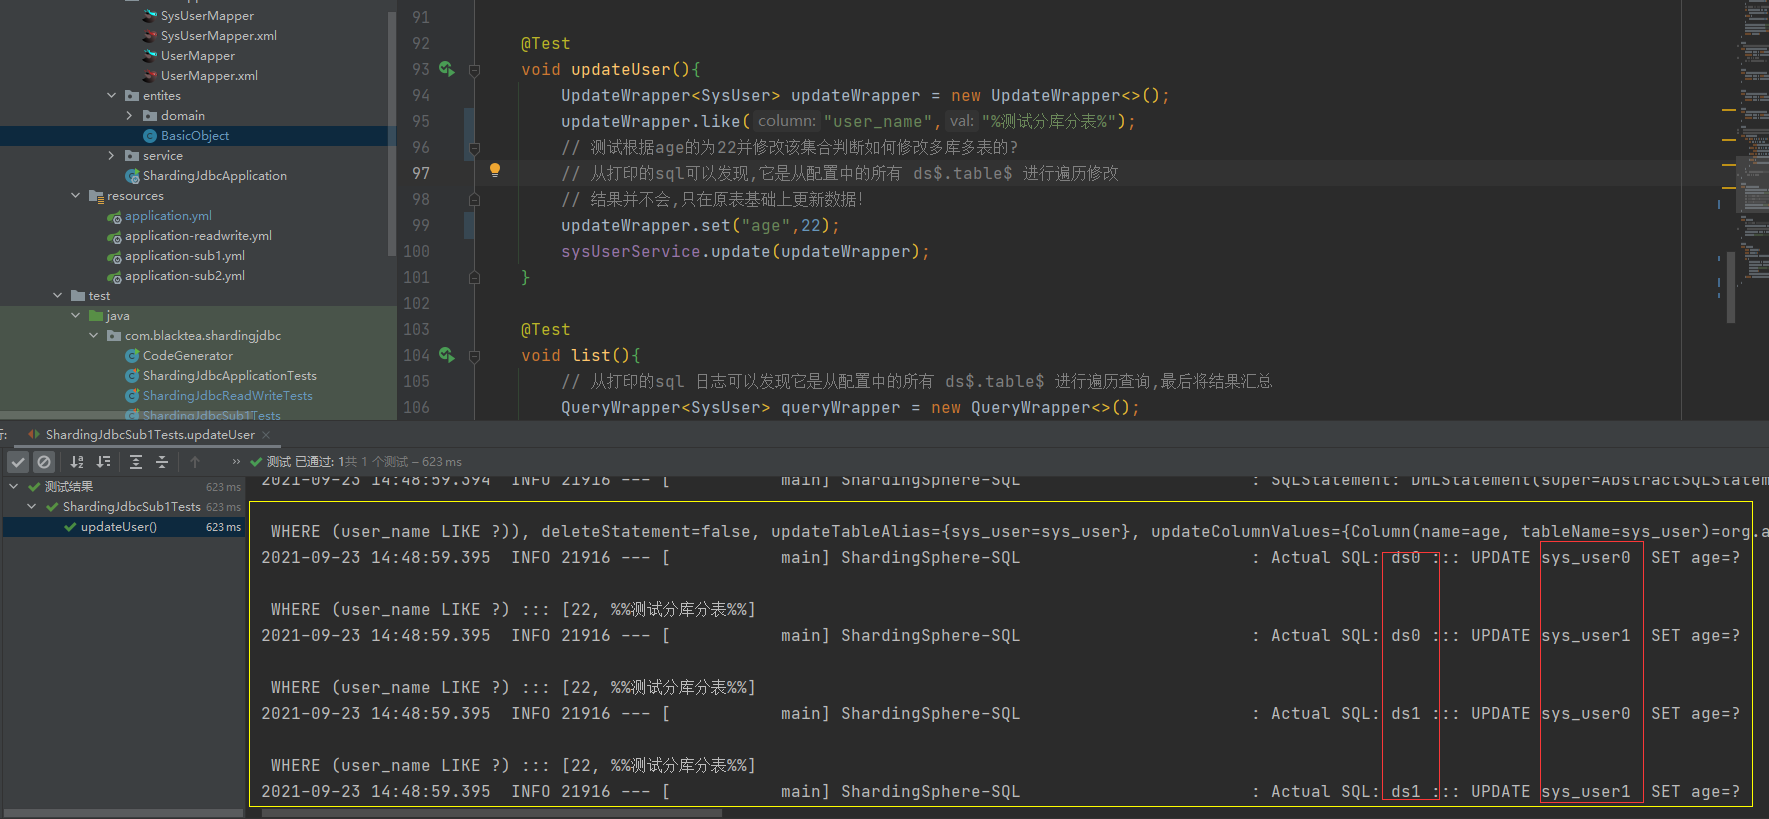 SysUserMapper
SysUserMapper.xml
UserMapper
UserMapper.xml
entites
domain
BasicObject
service
ShardingJdbcApplication
resources
application.yml
application-readwrite.yml
application-sub1.yml
application-sub2.yml
test
java
com.blacktea.shardingjdbc
CodeGenerator
ShardingJdbcApplicationTests
ShardingJdbcReadWriteTests
ShardingJdbcSub1Tests
91
92 @Test
93 void updateUser(){
94 UpdateWrapper<SysUser> updateWrapper = new UpdateWrapper<>();
95 updateWrapper.like( column: "user_name", val: "%测试分库分表%");
96 // 测试根据age的为22并修改该集合判断如何修改多库多表的?
97 // 从打印的sql可以发现,它是从配置中的所有 ds$.table$ 进行遍历修改
98 // 结果并不会,只在原表基础上更新数据!
99 updateWrapper.set("age",22);
100 sysUserService.update(updateWrapper);
101 }
102
103 @Test
104 void list(){
105 // 从打印的sql 日志可以发现它是从配置中的所有 ds$.table$ 进行遍历查询,最后将结果汇总
106 QueryWrapper<SysUser> queryWrapper = new QueryWrapper<>();
ShardingJdbcSub1Tests.updateUser ×
» 测试 已通过: 1共 1 个测试 – 623 ms
测试结果 623 ms
ShardingJdbcSub1Tests 623 ms
updateUser() 623 ms
2021-09-23 14:48:59.394 INFO 21916 --- [ main] ShardingSphere-SQL : SQLStatement: DMLStatement(super=AbstractSQLStatem
WHERE (user_name LIKE ?)), deleteStatement=false, updateTableAlias={sys_user=sys_user}, updateColumnValues={Column(name=age, tableName=sys_user)=org.a
2021-09-23 14:48:59.395 INFO 21916 --- [ main] ShardingSphere-SQL : Actual SQL: ds0 ::: UPDATE sys_user0 SET age=?
WHERE (user_name LIKE ?) ::: [22, %%测试分库分表%%]
2021-09-23 14:48:59.395 INFO 21916 --- [ main] ShardingSphere-SQL : Actual SQL: ds0 ::: UPDATE sys_user1 SET age=?
WHERE (user_name LIKE ?) ::: [22, %%测试分库分表%%]
2021-09-23 14:48:59.395 INFO 21916 --- [ main] ShardingSphere-SQL : Actual SQL: ds1 ::: UPDATE sys_user0 SET age=?
WHERE (user_name LIKE ?) ::: [22, %%测试分库分表%%]
2021-09-23 14:48:59.395 INFO 21916 --- [ main] ShardingSphere-SQL : Actual SQL: ds1 ::: UPDATE sys_user1 SET age=?